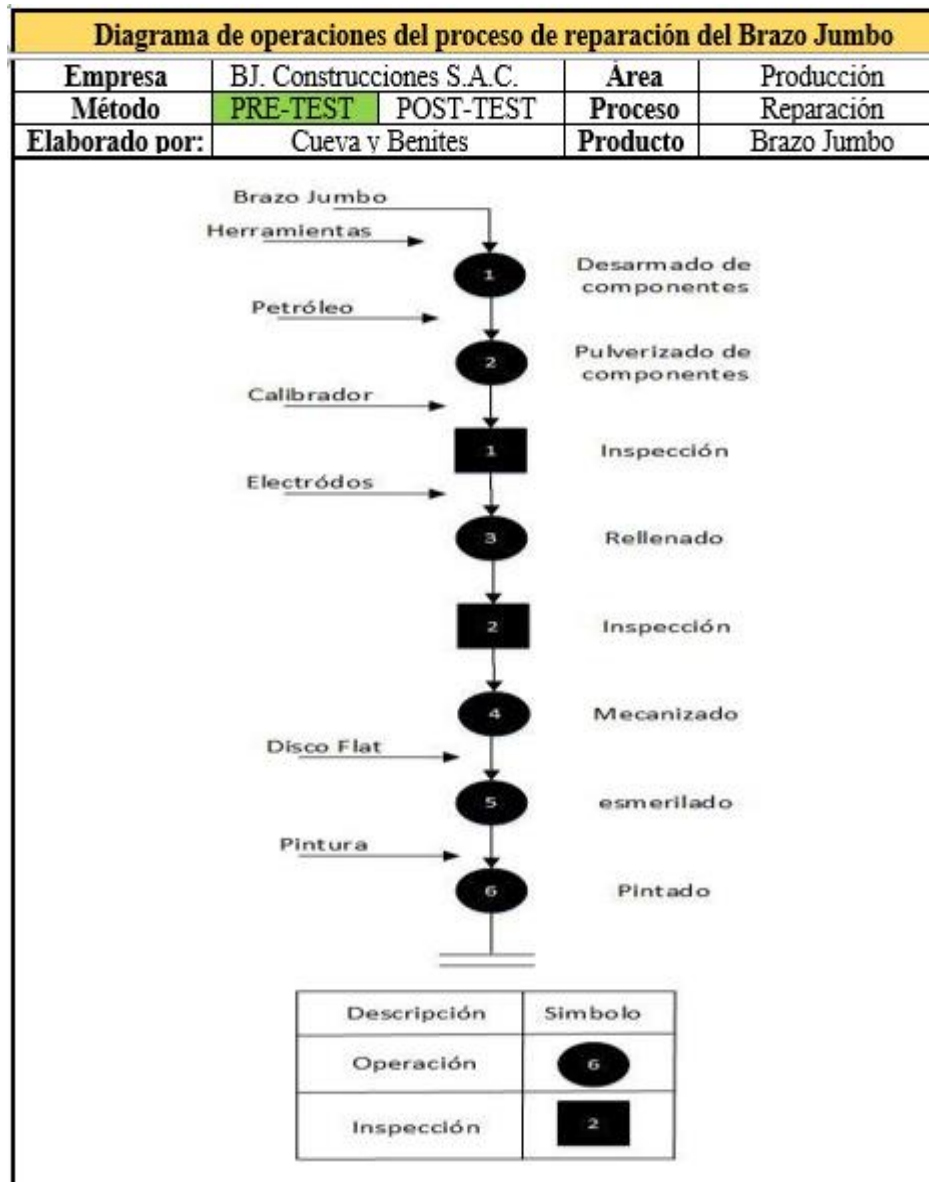 Diagrama de operaciones del proceso de reparación del Brazo Jumbo
Empresa BJ. Construcciones S.A.C. Área Producción
Método PRE-TEST POST-TEST Proceso Reparación
Elaborado por: Cueva y Benites Producto Brazo Jumbo
Brazo Jumbo
Herramientas
1 Desarmado de
componentes
Petróleo
2 Pulverizado de
componentes
Calibrador
1 Inspección
Electródos
3 Rellenado
2 Inspección
4 Mecanizado
Disco Flat
5 esmerilado
Pintura
6 Pintado
Descripción Simbolo
Operación 6
Inspección 2